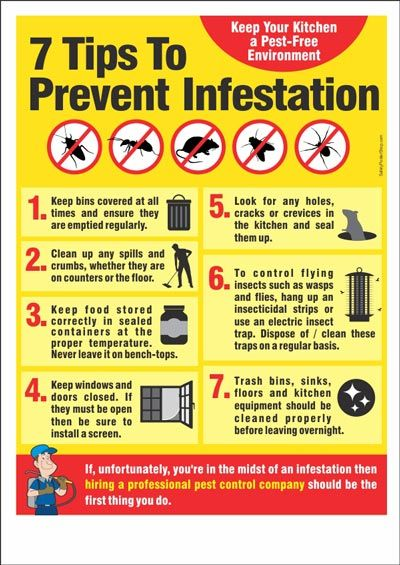 Keep Your Kitchen
a Pest-Free
Environment
7 Tips To
Prevent Infestation
SafetyPosterShop.com
1. Keep bins covered at all
times and ensure they
are emptied regularly.
2. Clean up any spills and
crumbs, whether they are
on counters or the floor.
3. Keep food stored
correctly in sealed
containers at the
proper temperature.
Never leave it on bench-tops.
4. Keep windows and
doors closed. If
they must be open
then be sure to
install a screen.
5. Look for any holes,
cracks or crevices in
the kitchen and seal
them up.
6. To control flying
insects such as wasps
and flies, hang up an
insecticidal strips or
use an electric insect
trap. Dispose of / clean these
traps on a regular basis.
7. Trash bins, sinks,
floors and kitchen
equipment should be
cleaned properly
before leaving overnight.
If, unfortunately, you're in the midst of an infestation then
hiring a professional pest control company should be the
first thing you do.